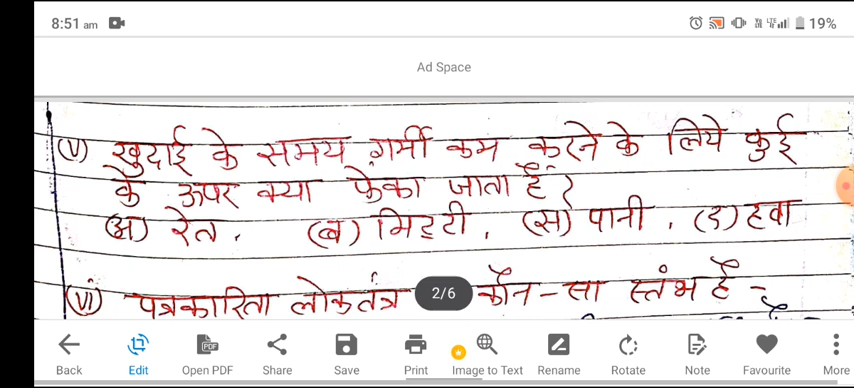 8:51 am
19%
Ad Space
(v) खुदाई के समय गर्मी कम करने के लिये कुई
के ऊपर क्या फेका जाता है?
(अ) रेत, (ब) मिट्टी, (स) पानी, (ड) हवा
(vi) पत्रकारिता लोकतंत्र कौन-सा स्तंभ है -
2/6
Back Edit Open PDF Share Save Print Image to Text Rename Rotate Note Favourite More